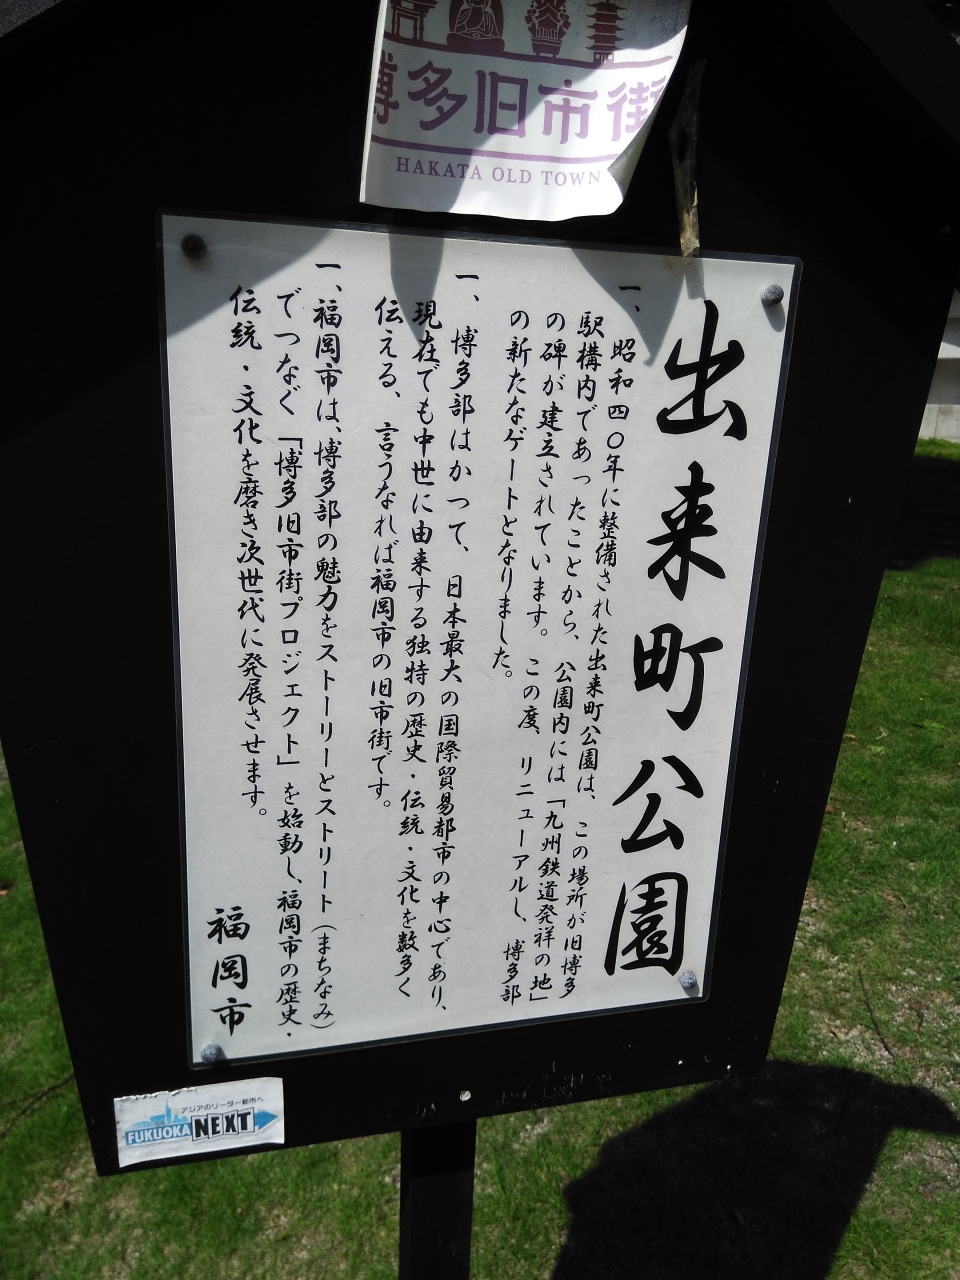 博多旧市街
HAKATA OLD TOWN
出来町公園
一、昭和四〇年に整備された出来町公園は、この場所が旧博多
駅構内であったことから、公園内には「九州鉄道発祥の地」
の碑が建立されています。この度、リニューアルし、博多部
の新たなゲートとなりました。
一、博多部はかつて、日本最大の国際貿易都市の中心であり、
現在でも中世に由来する独特の歴史・伝統・文化を数多く
伝える、言うなれば福岡市の旧市街です。
一、福岡市は、博多部の魅力をストーリーとストリート(まちなみ)
でつなぐ「博多旧市街プロジェクト」を始動し、福岡市の歴史・
伝統・文化を磨き次世代に発展させます。
福岡市
アジアのリーダー都市へ
FUKUOKA NEXT